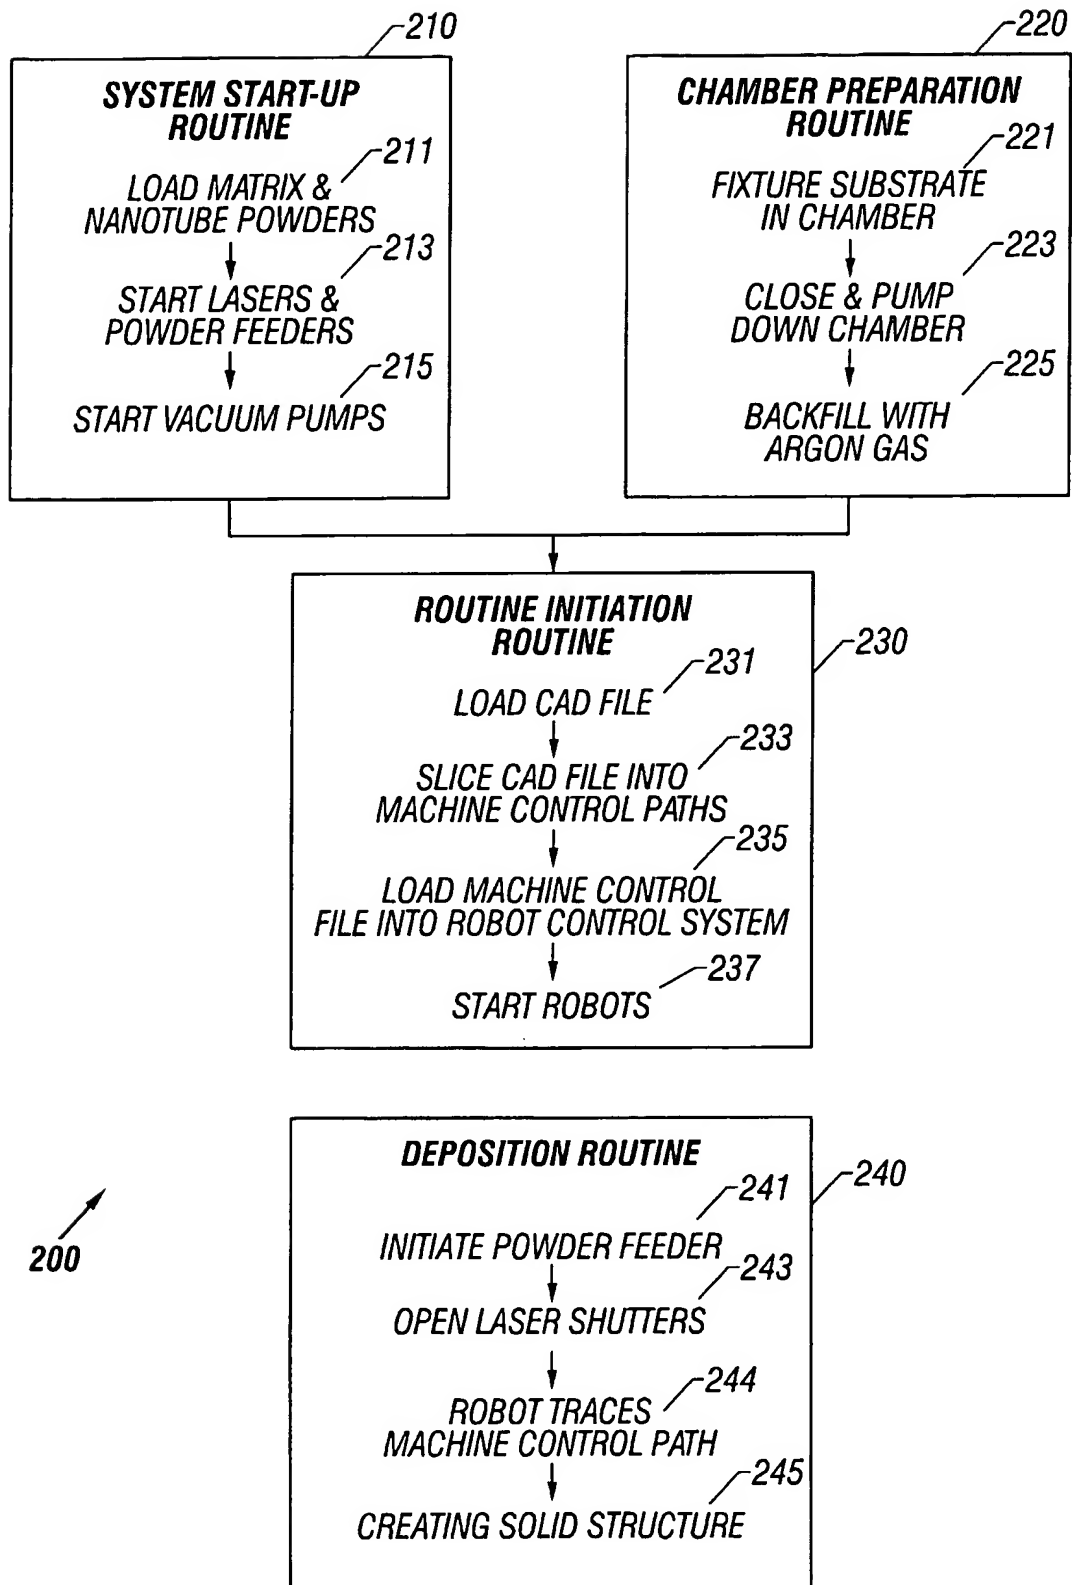 210
SYSTEM START-UP
ROUTINE
211
LOAD MATRIX &
NANOTUBE POWDERS
213
START LASERS &
POWDER FEEDERS
215
START VACUUM PUMPS
220
CHAMBER PREPARATION
ROUTINE
221
FIXTURE SUBSTRATE
IN CHAMBER
223
CLOSE & PUMP
DOWN CHAMBER
225
BACKFILL WITH
ARGON GAS
230
ROUTINE INITIATION
ROUTINE
231
LOAD CAD FILE
233
SLICE CAD FILE INTO
MACHINE CONTROL PATHS
235
LOAD MACHINE CONTROL
FILE INTO ROBOT CONTROL SYSTEM
237
START ROBOTS
240
DEPOSITION ROUTINE
241
INITIATE POWDER FEEDER
243
OPEN LASER SHUTTERS
244
ROBOT TRACES
MACHINE CONTROL PATH
245
CREATING SOLID STRUCTURE
200